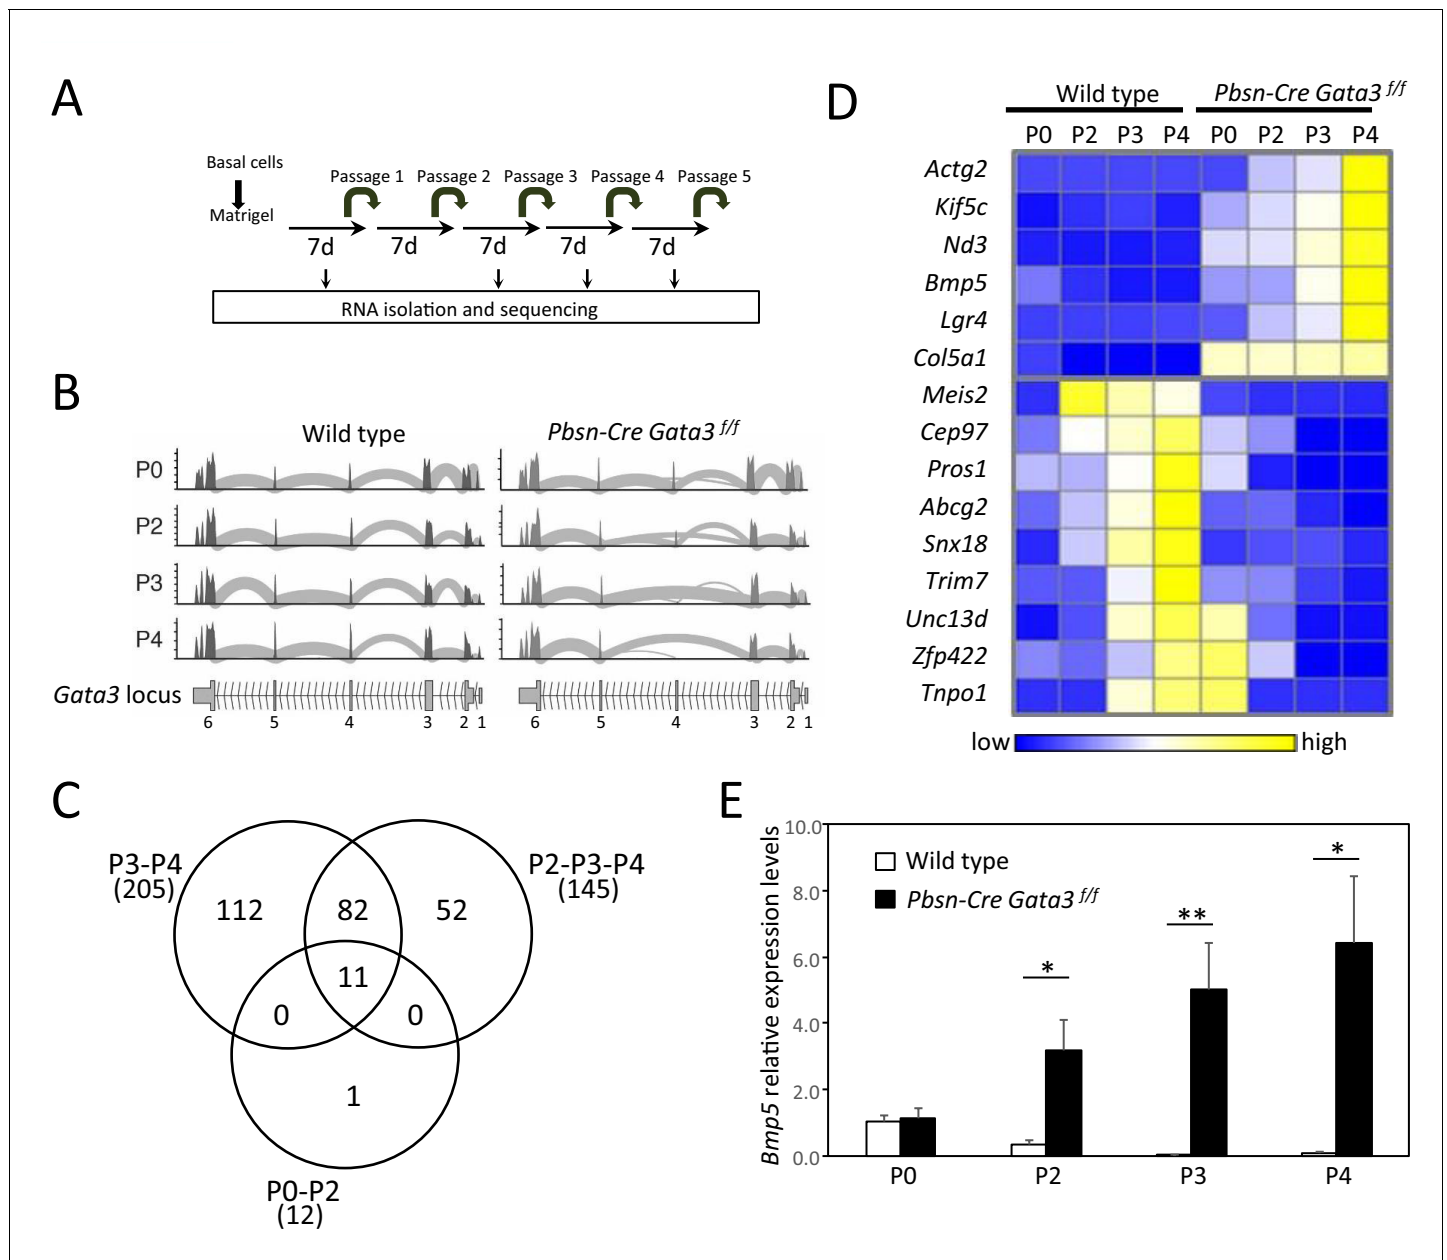 A
Basal cells
Matrigel
Passage 1 Passage 2 Passage 3 Passage 4 Passage 5
7d 7d 7d 7d 7d
RNA isolation and sequencing
B
Wild type Pbsn-Cre Gata3 f/f
P0
P2
P3
P4
Gata3 locus
6 5 4 3 2 1 6 5 4 3 2 1
C
P3-P4
(205)
P2-P3-P4
(145)
112 82 52
11
0 0
1
P0-P2
(12)
D
Wild type Pbsn-Cre Gata3 f/f
P0 P2 P3 P4 P0 P2 P3 P4
Actg2
Kif5c
Nd3
Bmp5
Lgr4
Col5a1
Meis2
Cep97
Pros1
Abcg2
Snx18
Trim7
Unc13d
Zfp422
Tnpo1
low high
E
Bmp5 relative expression levels
10.0
8.0
6.0
4.0
2.0
0.0
Wild type
Pbsn-Cre Gata3 f/f
* ** *
P0 P2 P3 P4